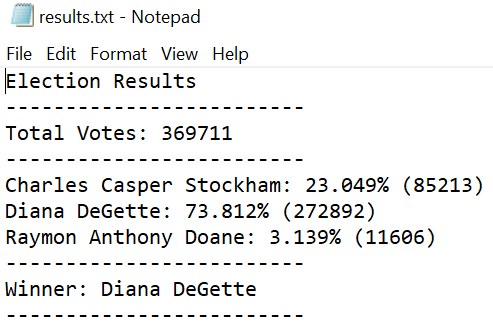 results.txt - Notepad
File Edit Format View Help
Election Results
-------------------------
Total Votes: 369711
-------------------------
Charles Casper Stockham: 23.049% (85213)
Diana DeGette: 73.812% (272892)
Raymon Anthony Doane: 3.139% (11606)
-------------------------
Winner: Diana DeGette
-------------------------